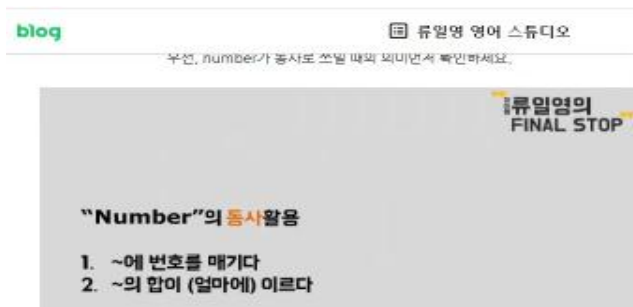 blog
류일영 영어 스튜디오
우선, number가 동사로 쓰일 때의 의미먼저 확인하세요.
류일영의
FINAL STOP
“Number”의 동사활용
1. ~에 번호를 매기다
2. ~의 합이 (얼마에) 이르다